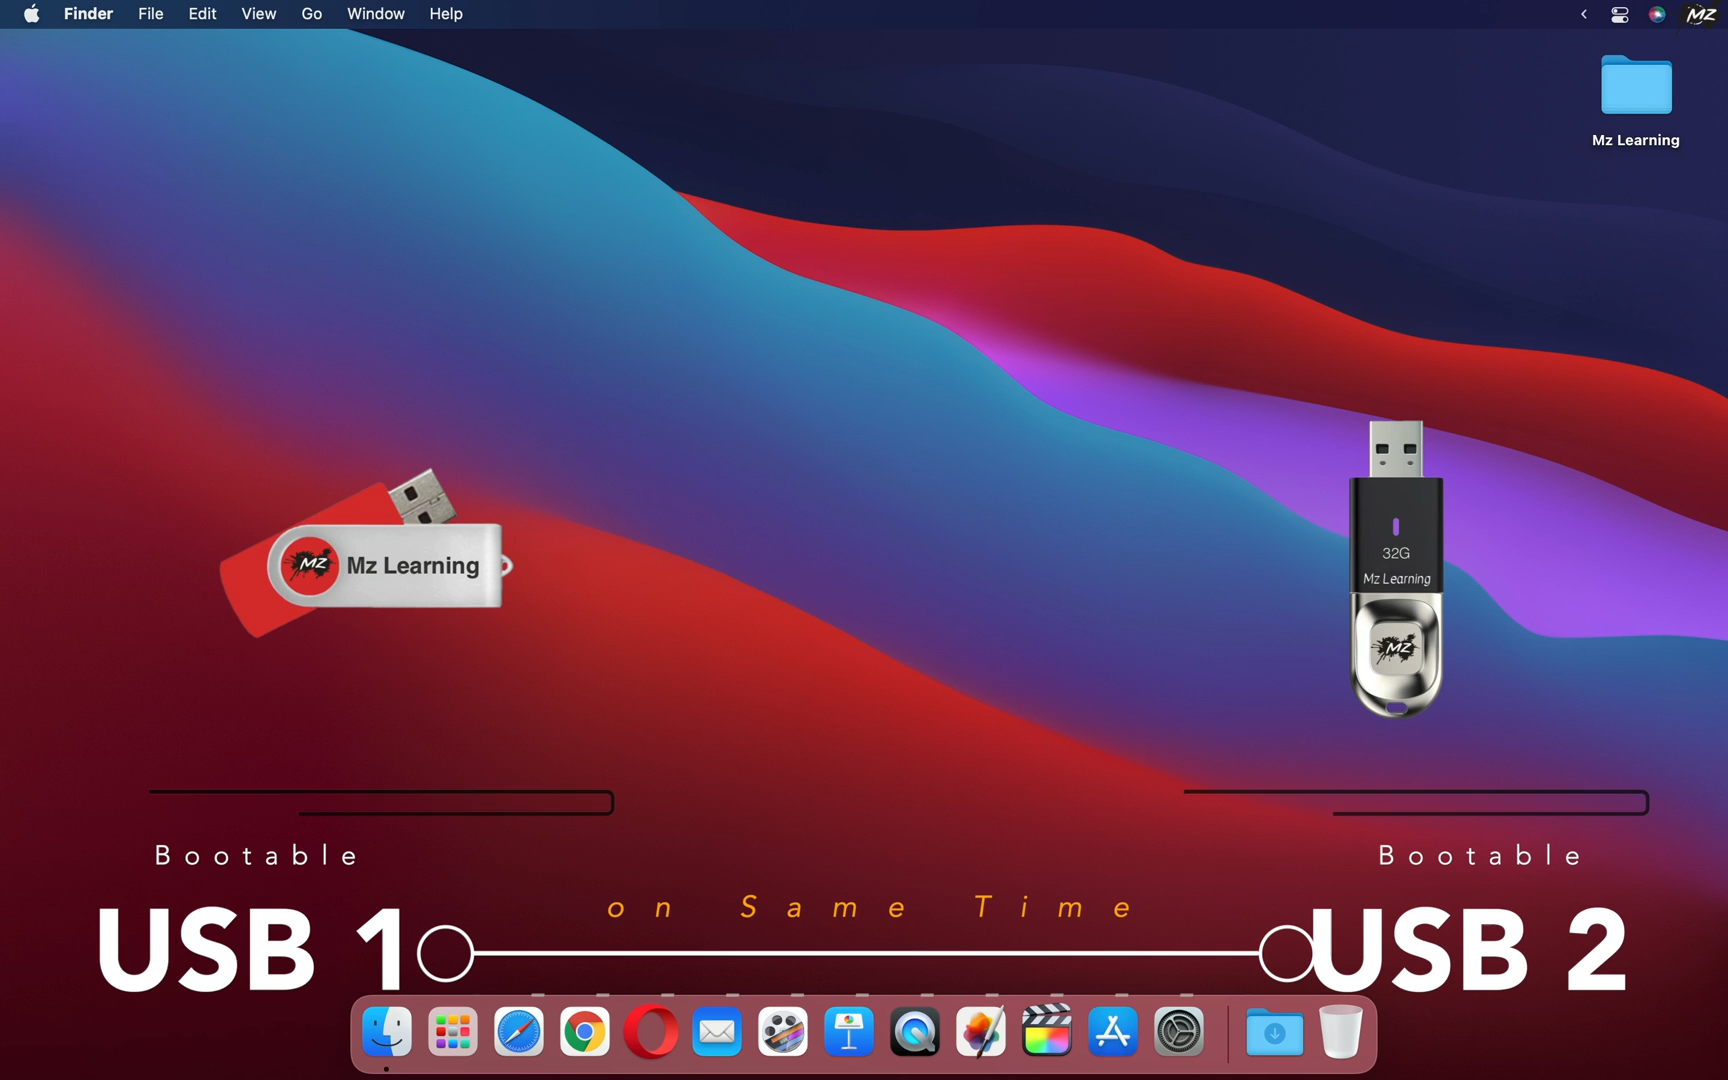 Finder File Edit View Go Window Help
MZ
Mz Learning
MZ Mz Learning
32G
Mz Learning
MZ
Bootable
USB 1
on Same Time
Bootable
USB 2